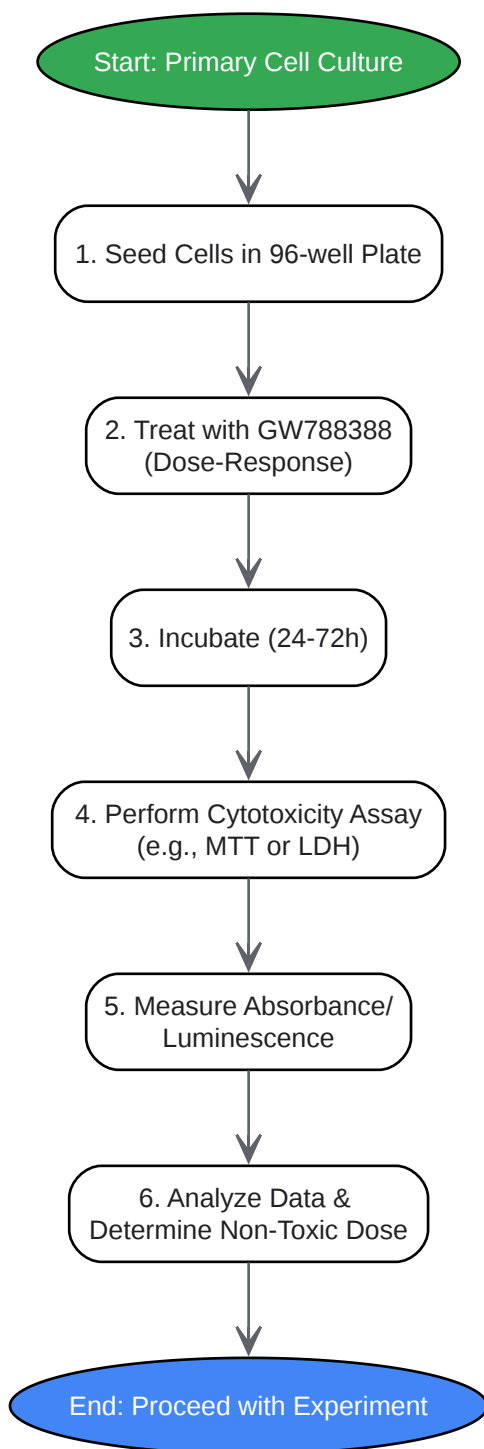 Start: Primary Cell Culture
1. Seed Cells in 96-well Plate
2. Treat with GW788388
(Dose-Response)
3. Incubate (24-72h)
4. Perform Cytotoxicity Assay
(e.g., MTT or LDH)
5. Measure Absorbance/
Luminescence
6. Analyze Data &
Determine Non-Toxic Dose
End: Proceed with Experiment